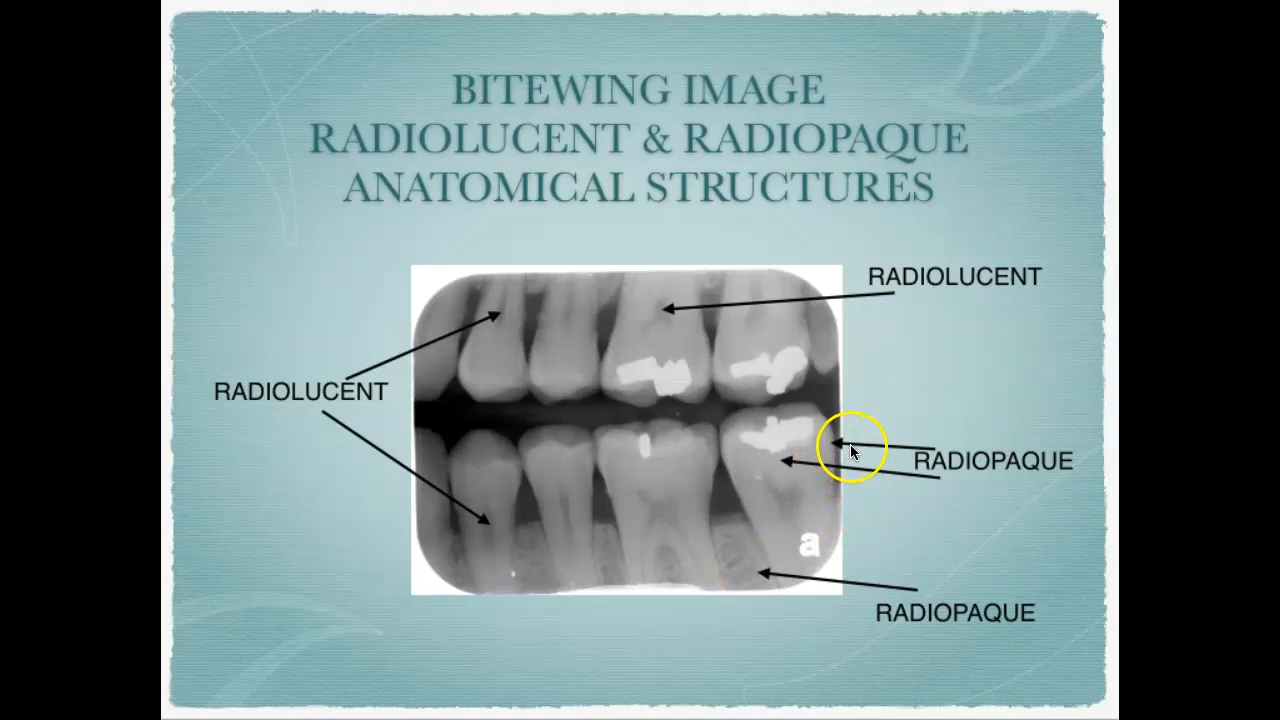 BITEWING IMAGE
RADIOLUCENT & RADIOPAQUE
ANATOMICAL STRUCTURES
RADIOLUCENT
RADIOLUCENT
RADIOPAQUE
a
RADIOPAQUE